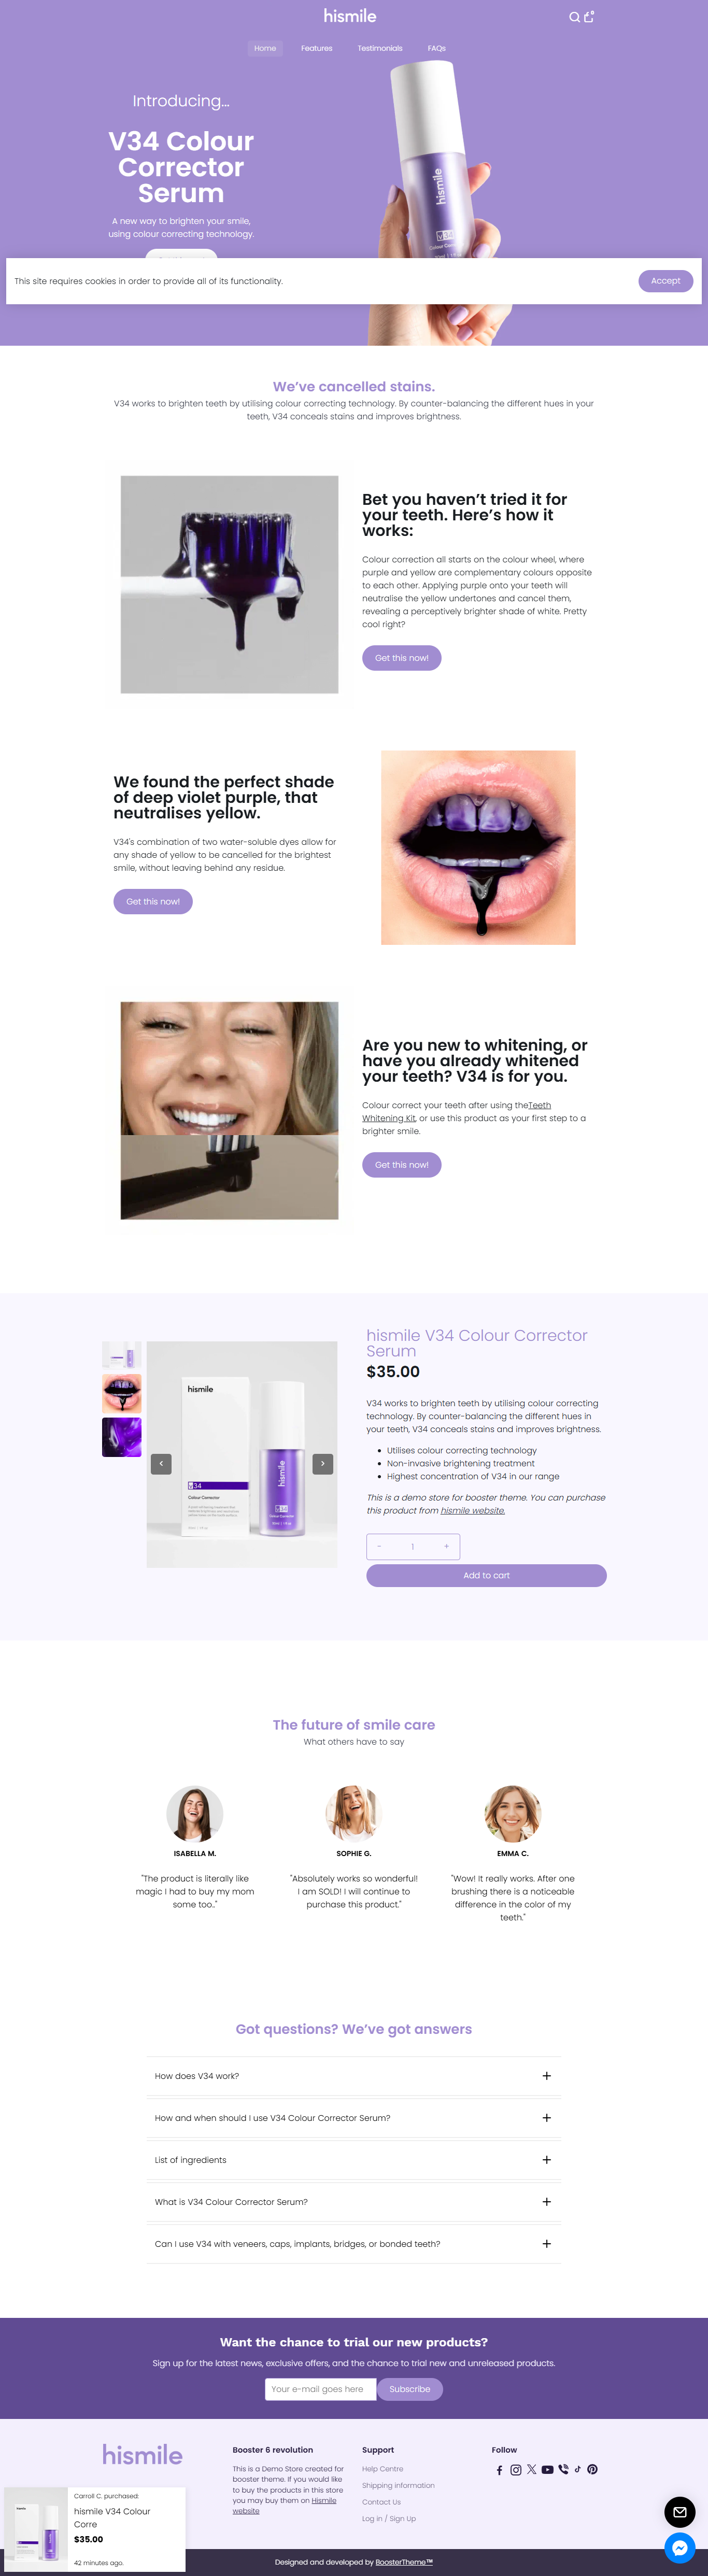 hismile
0
Home Features Testimonials FAQs
Introducing...
V34 Colour
Corrector
Serum
A new way to brighten your smile,
using colour correcting technology.
hismile
V34
This site requires cookies in order to provide all of its functionality.
Accept
We've cancelled stains.
V34 works to brighten teeth by utilising colour correcting technology. By counter-balancing the different hues in your
teeth, V34 conceals stains and improves brightness.
Bet you haven't tried it for
your teeth. Here's how it
works:
Colour correction all starts on the colour wheel, where
purple and yellow are complementary colours opposite
to each other. Applying purple onto your teeth will
neutralise the yellow undertones and cancel them,
revealing a perceptively brighter shade of white. Pretty
cool right?
Get this now!
We found the perfect shade
of deep violet purple, that
neutralises yellow.
V34's combination of two water-soluble dyes allow for
any shade of yellow to be cancelled for the brightest
smile, without leaving behind any residue.
Get this now!
Are you new to whitening, or
have you already whitened
your teeth? V34 is for you.
Colour correct your teeth after using theTeeth
Whitening Kit, or use this product as your first step to a
brighter smile.
Get this now!
hismile
V34
Colour Corrector
hismile
V34
hismile V34 Colour Corrector
Serum
$35.00
V34 works to brighten teeth by utilising colour correcting
technology. By counter-balancing the different hues in
your teeth, V34 conceals stains and improves brightness.
Utilises colour correcting technology
Non-invasive brightening treatment
Highest concentration of V34 in our range
This is a demo store for booster theme. You can purchase
this product from hismile website.
- 1 +
Add to cart
The future of smile care
What others have to say
ISABELLA M.
"The product is literally like
magic I had to buy my mom
some too.."
SOPHIE G.
"Absolutely works so wonderful!
I am SOLD! I will continue to
purchase this product."
EMMA C.
"Wow! It really works. After one
brushing there is a noticeable
difference in the color of my
teeth."
Got questions? We've got answers
How does V34 work?
How and when should I use V34 Colour Corrector Serum?
List of ingredients
What is V34 Colour Corrector Serum?
Can I use V34 with veneers, caps, implants, bridges, or bonded teeth?
Want the chance to trial our new products?
Sign up for the latest news, exclusive offers, and the chance to trial new and unreleased products.
Your e-mail goes here
Subscribe
hismile
Booster 6 revolution
This is a Demo Store created for
booster theme. If you would like
to buy the products in this store
you may buy them on Hismile
website
Support
Help Centre
Shipping Information
Contact Us
Log in / Sign Up
Follow
Carroll C. purchased:
hismile V34 Colour
Corre
$35.00
42 minutes ago.
Designed and developed by BoosterTheme™